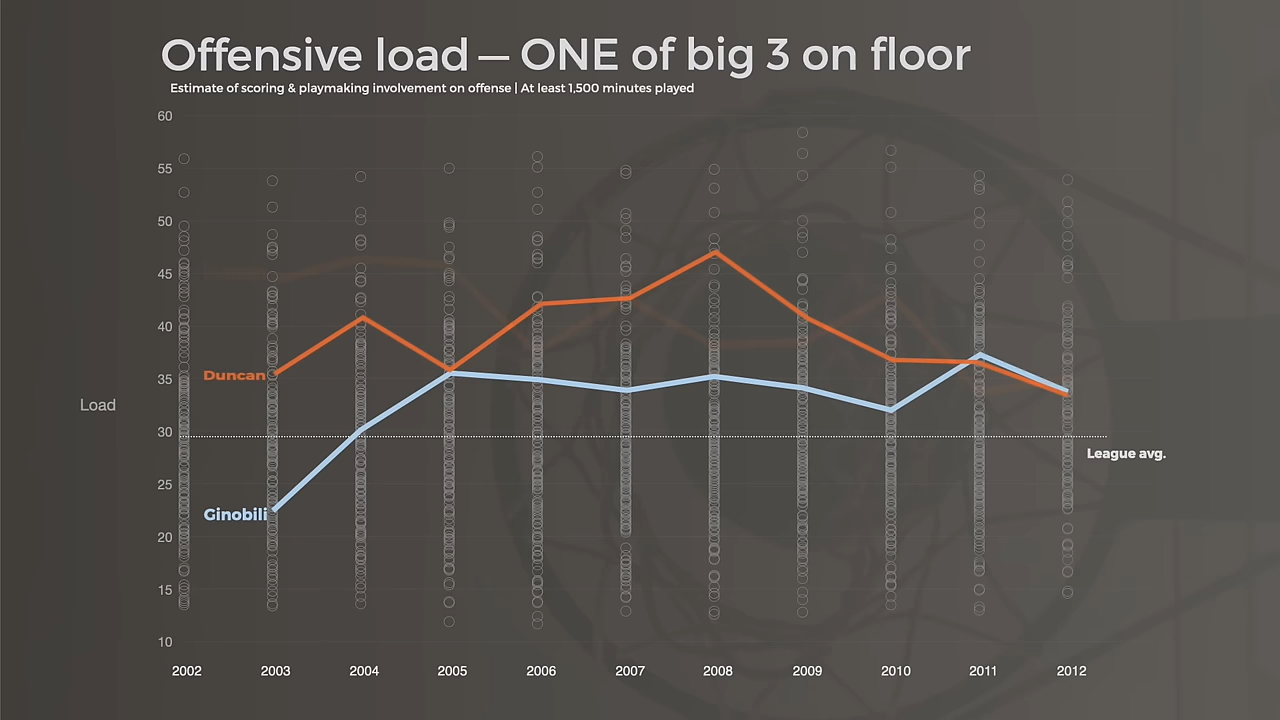 Offensive load — ONE of big 3 on floor
Estimate of scoring & playmaking involvement on offense | At least 1,500 minutes played
60
55
50
45
40
Duncan
35
Load
30
League avg.
25
Ginobili
20
15
10
2002 2003 2004 2005 2006 2007 2008 2009 2010 2011 2012